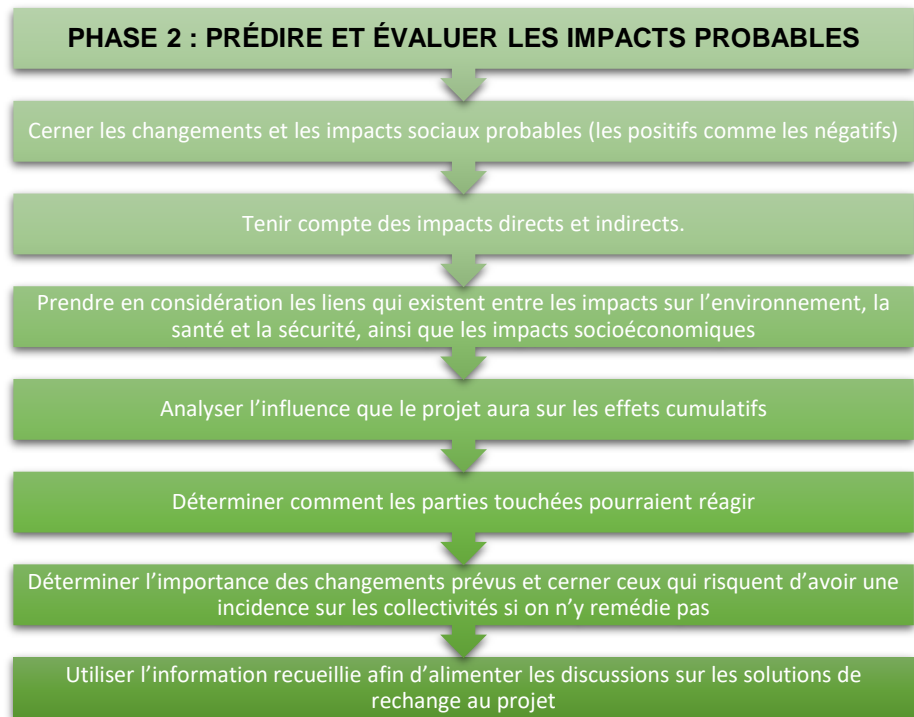 PHASE 2 : PRÉDIRE ET ÉVALUER LES IMPACTS PROBABLES
Cerner les changements et les impacts sociaux probables (les positifs comme les négatifs)
Tenir compte des impacts directs et indirects.
Prendre en considération les liens qui existent entre les impacts sur l’environnement, la
santé et la sécurité, ainsi que les impacts socioéconomiques
Analyser l’influence que le projet aura sur les effets cumulatifs
Déterminer comment les parties touchées pourraient réagir
Déterminer l’importance des changements prévus et cerner ceux qui risquent d’avoir une
incidence sur les collectivités si on n’y remédie pas
Utiliser l’information recueillie afin d’alimenter les discussions sur les solutions de
rechange au projet